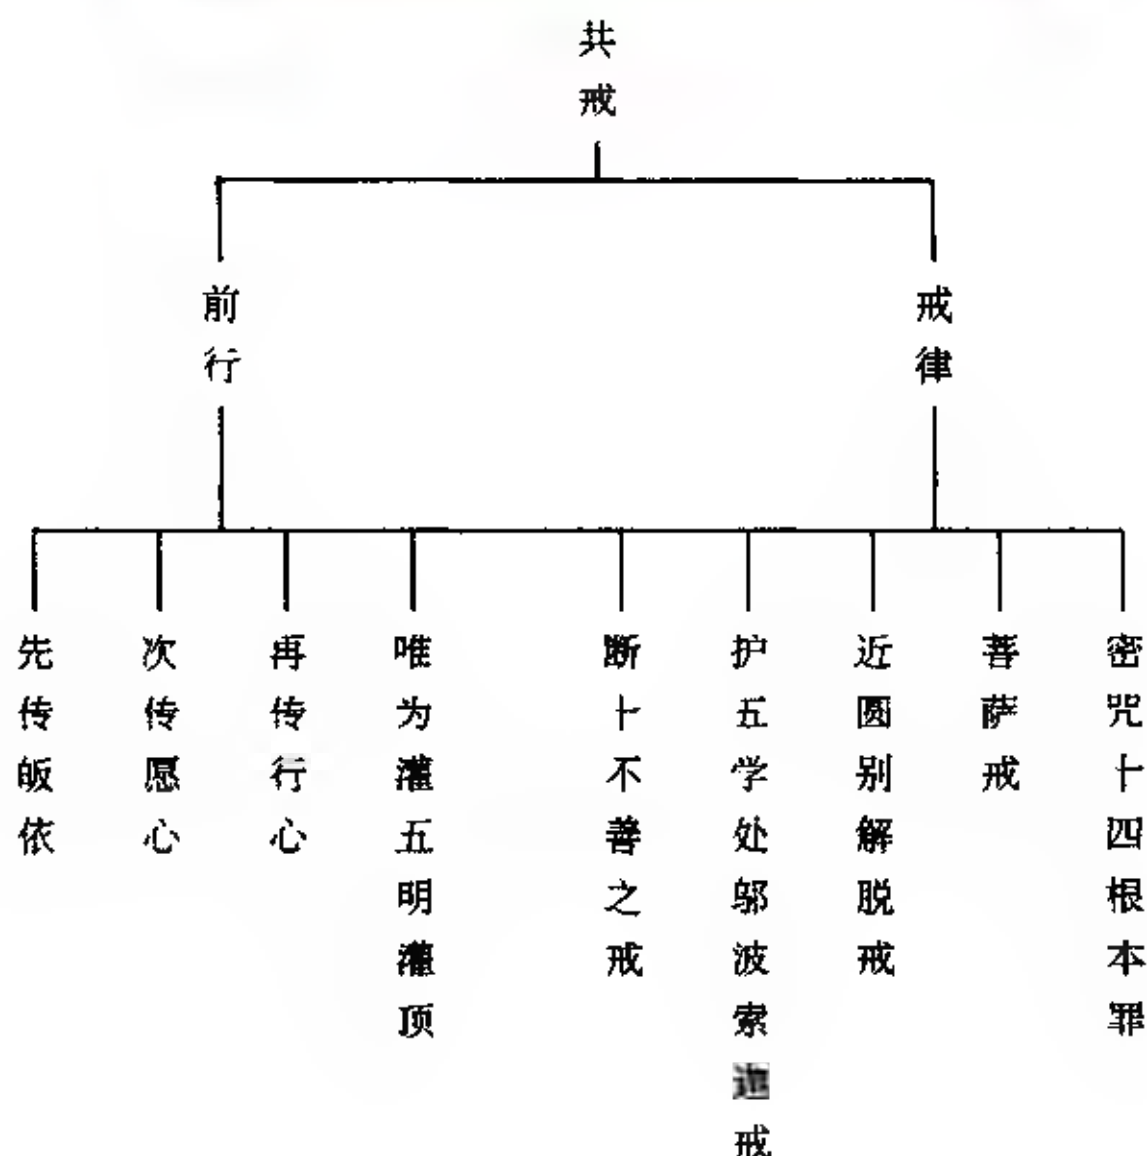 共戒
前行
戒律
先传皈依
次传愿心
再传行心
唯为灌五明灌顶
断十不善之戒
护五学处邬波索迦戒
近圆别解脱戒
菩萨戒
密咒十四根本罪